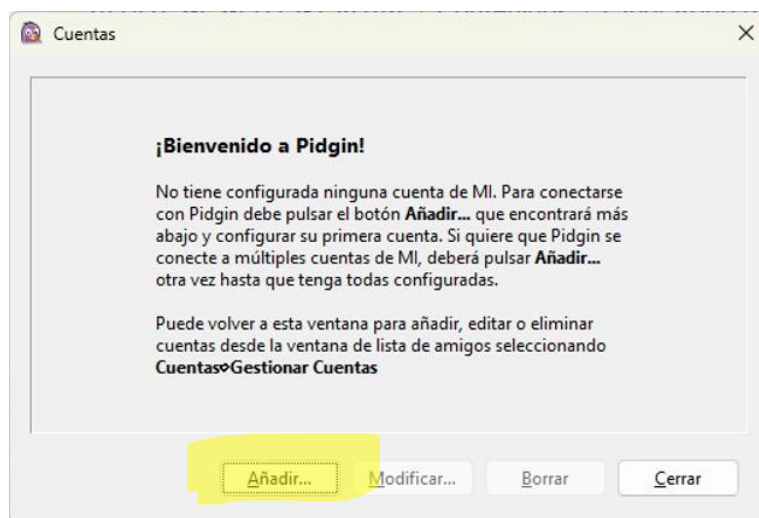 Cuentas
¡Bienvenido a Pidgin!
No tiene configurada ninguna cuenta de MI. Para conectarse
con Pidgin debe pulsar el botón Añadir... que encontrará más
abajo y configurar su primera cuenta. Si quiere que Pidgin se
conecte a múltiples cuentas de MI, deberá pulsar Añadir...
otra vez hasta que tenga todas configuradas.
Puede volver a esta ventana para añadir, editar o eliminar
cuentas desde la ventana de lista de amigos seleccionando
Cuentas⇨Gestionar Cuentas
Añadir... Modificar... Borrar Cerrar